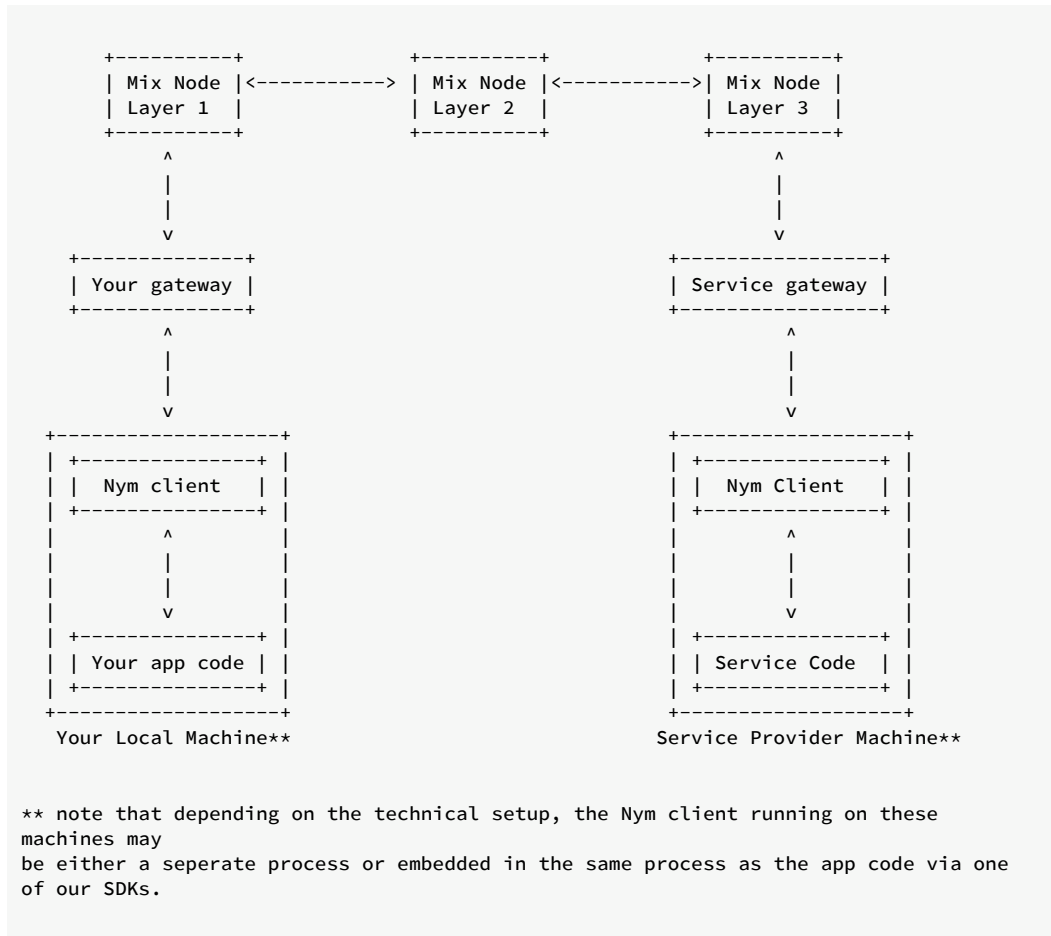 Mix Node Mix Node Mix Node
Layer 1 Layer 2 Layer 3
Your gateway Service gateway
Nym client Nym Client
Your app code Service Code
Your Local Machine** Service Provider Machine**
** note that depending on the technical setup, the Nym client running on these
machines may
be either a seperate process or embedded in the same process as the app code via one
of our SDKs.